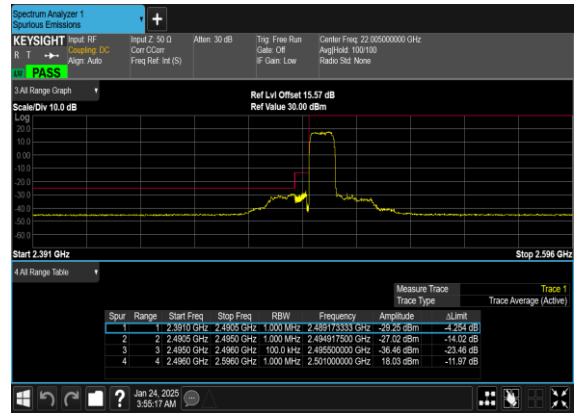 Spectrum Analyzer 1
Spurious Emissions
+
KEYSIGHT Input: RF Input Z: 50 Ω Atten: 30 dB Trig: Free Run Center Freq: 22.005000000 GHz
R T Coupling: DC Corr CCorr Gate: Off Avg|Hold: 100/100
Align: Auto Freq Ref: Int (S) IF Gain: Low Radio Std: None
PASS
3 All Range Graph
Ref Lvl Offset 15.57 dB
Scale/Div 10.0 dB Ref Value 30.00 dBm
Log
20.0
10.0
0.00
-10.0
-20.0
-30.0
-40.0
-50.0
-60.0
Start 2.391 GHz Stop 2.596 GHz
4 All Range Table
Measure Trace Trace 1
Trace Type Trace Average (Active)
Spur Range Start Freq Stop Freq RBW Frequency Amplitude ΔLimit
1 1 2.3910 GHz 2.4905 GHz 1.000 MHz 2.489173333 GHz -29.25 dBm -4.254 dB
2 2 2.4905 GHz 2.4950 GHz 1.000 MHz 2.494917500 GHz -27.02 dBm -14.02 dB
3 3 2.4950 GHz 2.4960 GHz 100.0 kHz 2.495500000 GHz -36.46 dBm -23.46 dB
4 4 2.4960 GHz 2.5960 GHz 1.000 MHz 2.501000000 GHz 18.03 dBm -11.97 dB
? Jan 24, 2025
3:55:17 AM